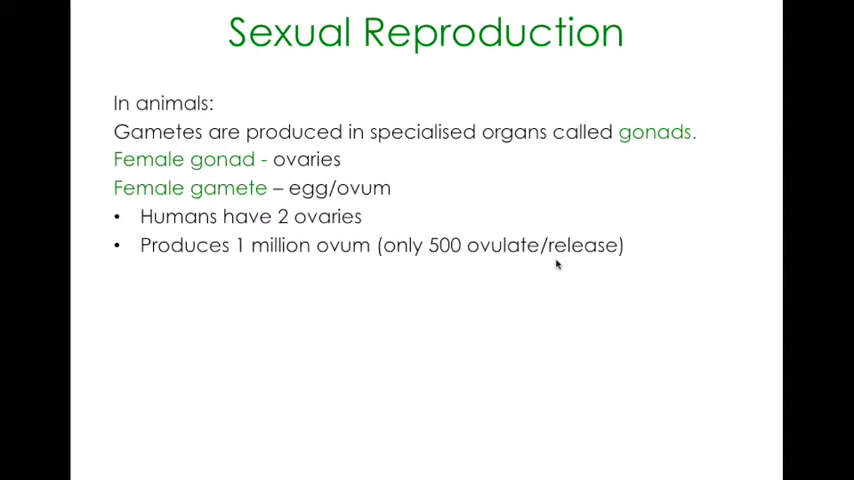 Sexual Reproduction
In animals:
Gametes are produced in specialised organs called gonads.
Female gonad - ovaries
Female gamete – egg/ovum
• Humans have 2 ovaries
• Produces 1 million ovum (only 500 ovulate/release)